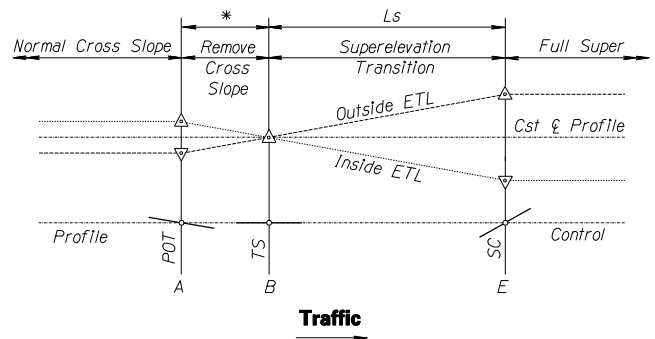 * Ls
Normal Cross Slope Remove Superelevation Full Super
Cross Transition
Slope
Outside ETL
Cst ℄ Profile
Inside ETL
Profile POT TS SC Control
A B E
Traffic